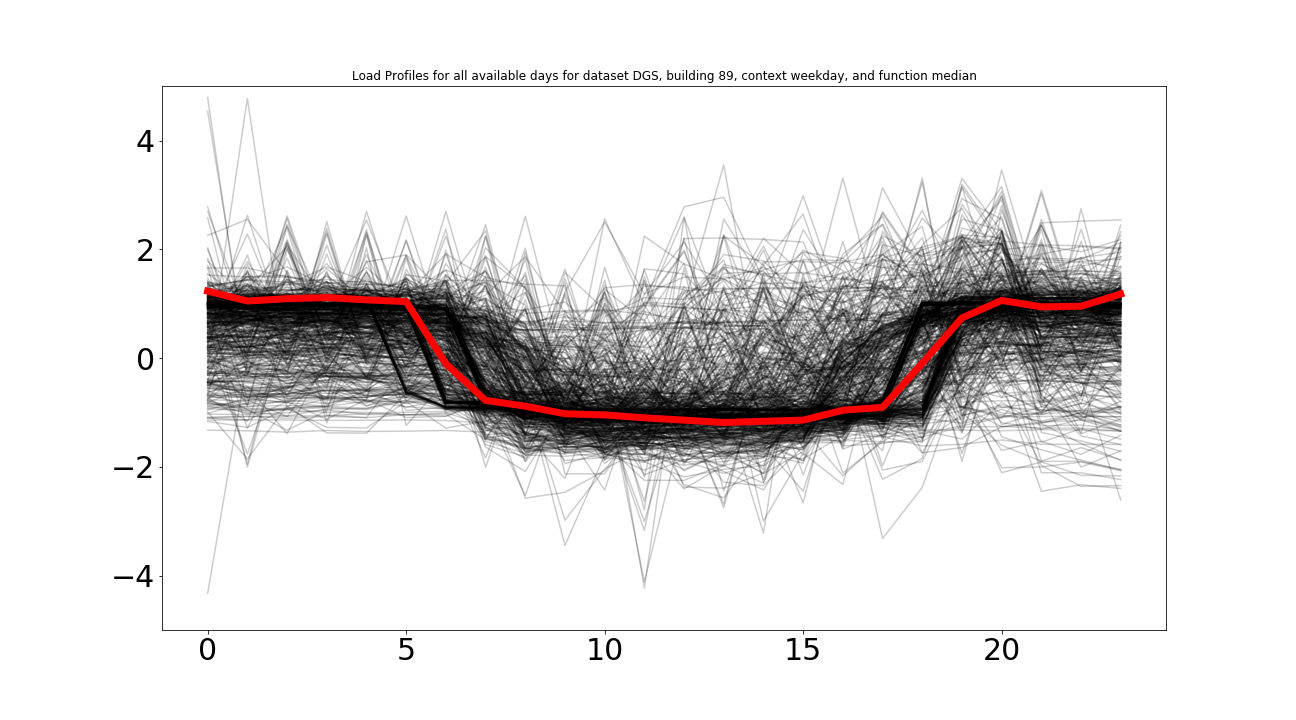 Load Profiles for all available days for dataset DGS, building 89, context weekday, and function median
4
2
0
−2
−4
0 5 10 15 20